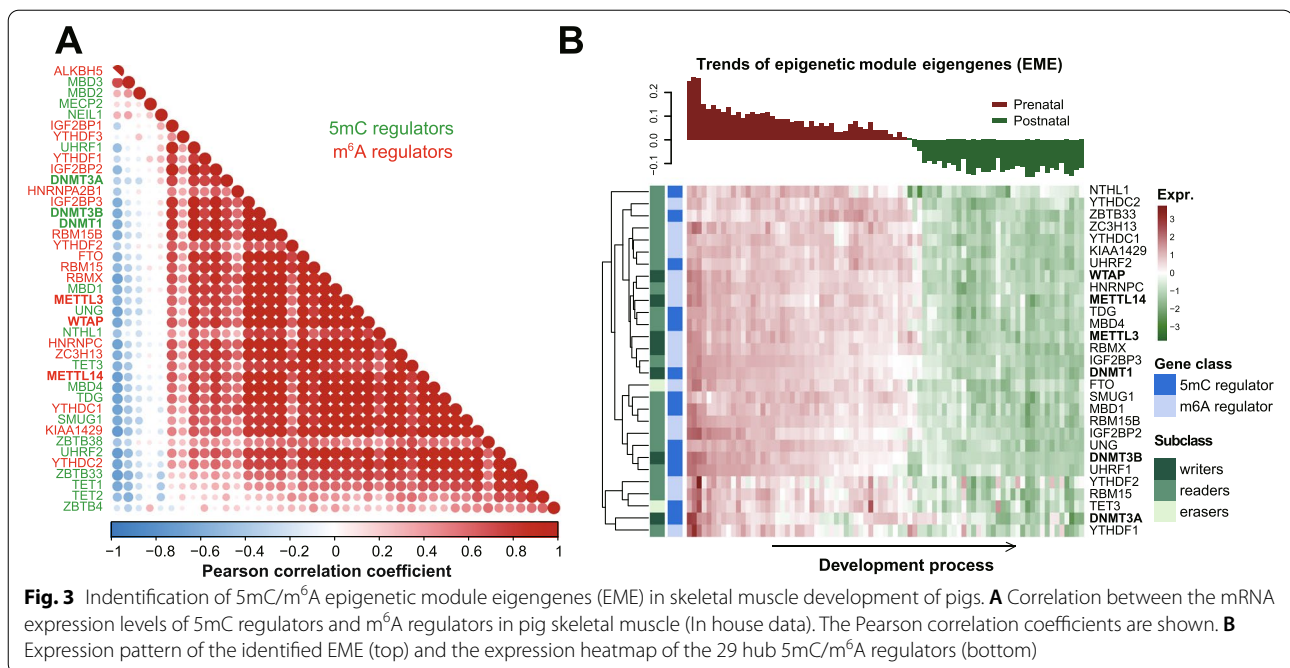 A
ALKBH5
MBD3
MBD2
MECP2
NEIL1
IGF2BP1
YTHDF3
UHRF1
YTHDF1
IGF2BP2
DNMT3A
HNRNPA2B1
IGF2BP3
DNMT3B
DNMT1
RBM15B
YTHDF2
FTO
RBM15
RBMX
MBD1
METTL3
UNG
WTAP
NTHL1
HNRNPC
ZC3H13
TET3
METTL14
MBD4
TDG
YTHDC1
SMUG1
KIAA1429
ZBTB38
UHRF2
YTHDC2
ZBTB33
TET1
TET2
ZBTB4
5mC regulators
m⁶A regulators
−1 −0.8 −0.6 −0.4 −0.2 0 0.2 0.4 0.6 0.8 1
Pearson correlation coefficient
B
Trends of epigenetic module eigengenes (EME)
0.2
0.1
0.0
−0.1
Prenatal
Postnatal
NTHL1
YTHDC2
ZBTB33
ZC3H13
YTHDC1
KIAA1429
UHRF2
WTAP
HNRNPC
METTL14
TDG
MBD4
METTL3
RBMX
IGF2BP3
DNMT1
FTO
SMUG1
MBD1
RBM15B
IGF2BP2
UNG
DNMT3B
UHRF1
YTHDF2
RBM15
TET3
DNMT3A
YTHDF1
Development process
Expr.
3
2
1
0
−1
−2
−3
Gene class
5mC regulator
m6A regulator
Subclass
writers
readers
erasers
Fig. 3 Indentification of 5mC/m⁶A epigenetic module eigengenes (EME) in skeletal muscle development of pigs. A Correlation between the mRNA
expression levels of 5mC regulators and m⁶A regulators in pig skeletal muscle (In house data). The Pearson correlation coefficients are shown. B
Expression pattern of the identified EME (top) and the expression heatmap of the 29 hub 5mC/m⁶A regulators (bottom)